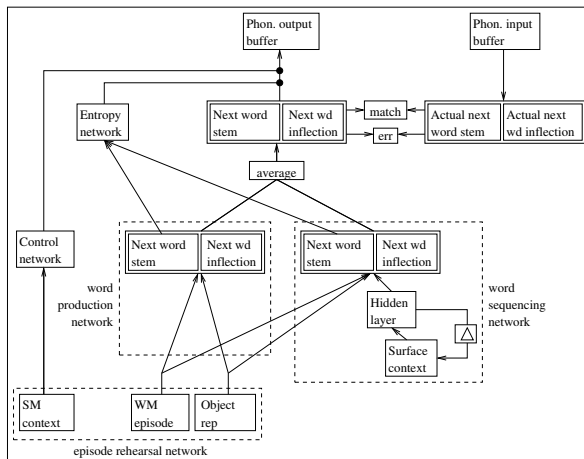 Phon. output
buffer
Phon. input
buffer
Entropy
network
Next word
stem
Next wd
inflection
match
err
Actual next
word stem
Actual next
wd inflection
average
Control
network
Next word
stem
Next wd
inflection
Next word
stem
Next wd
inflection
word
production
network
Hidden
layer
Δ
Surface
context
word
sequencing
network
SM
context
WM
episode
Object
rep
episode rehearsal network